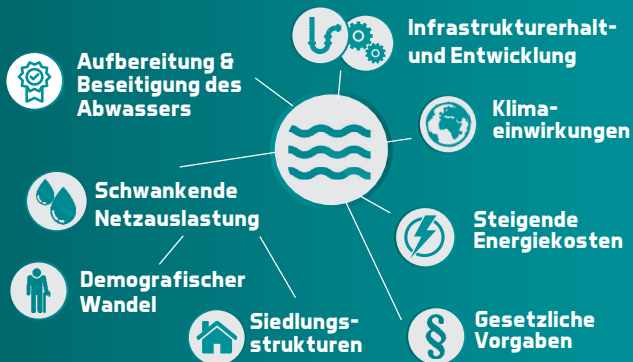 Aufbereitung &
Beseitigung des
Abwassers
Infrastrukturerhalt-
und Entwicklung
Klima-
einwirkungen
Schwankende
Netzauslastung
Steigende
Energiekosten
Demografischer
Wandel
Siedlungs-
strukturen
§
Gesetzliche
Vorgaben